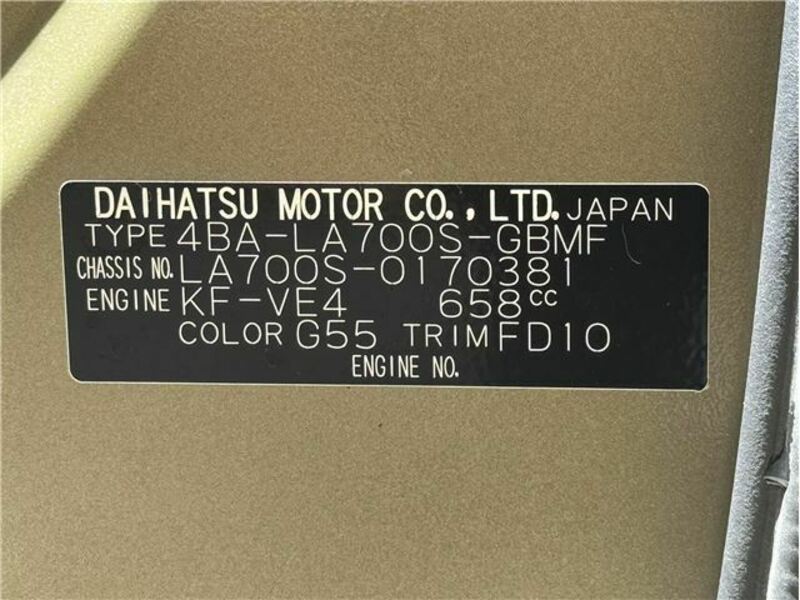 DAIHATSU MOTOR CO., LTD. JAPAN
TYPE 4BA-LA700S-GBMF
CHASSIS NO. LA700S-0170381
ENGINE KF-VE4 658cc
COLOR G55 TRIM FD10
ENGINE NO.